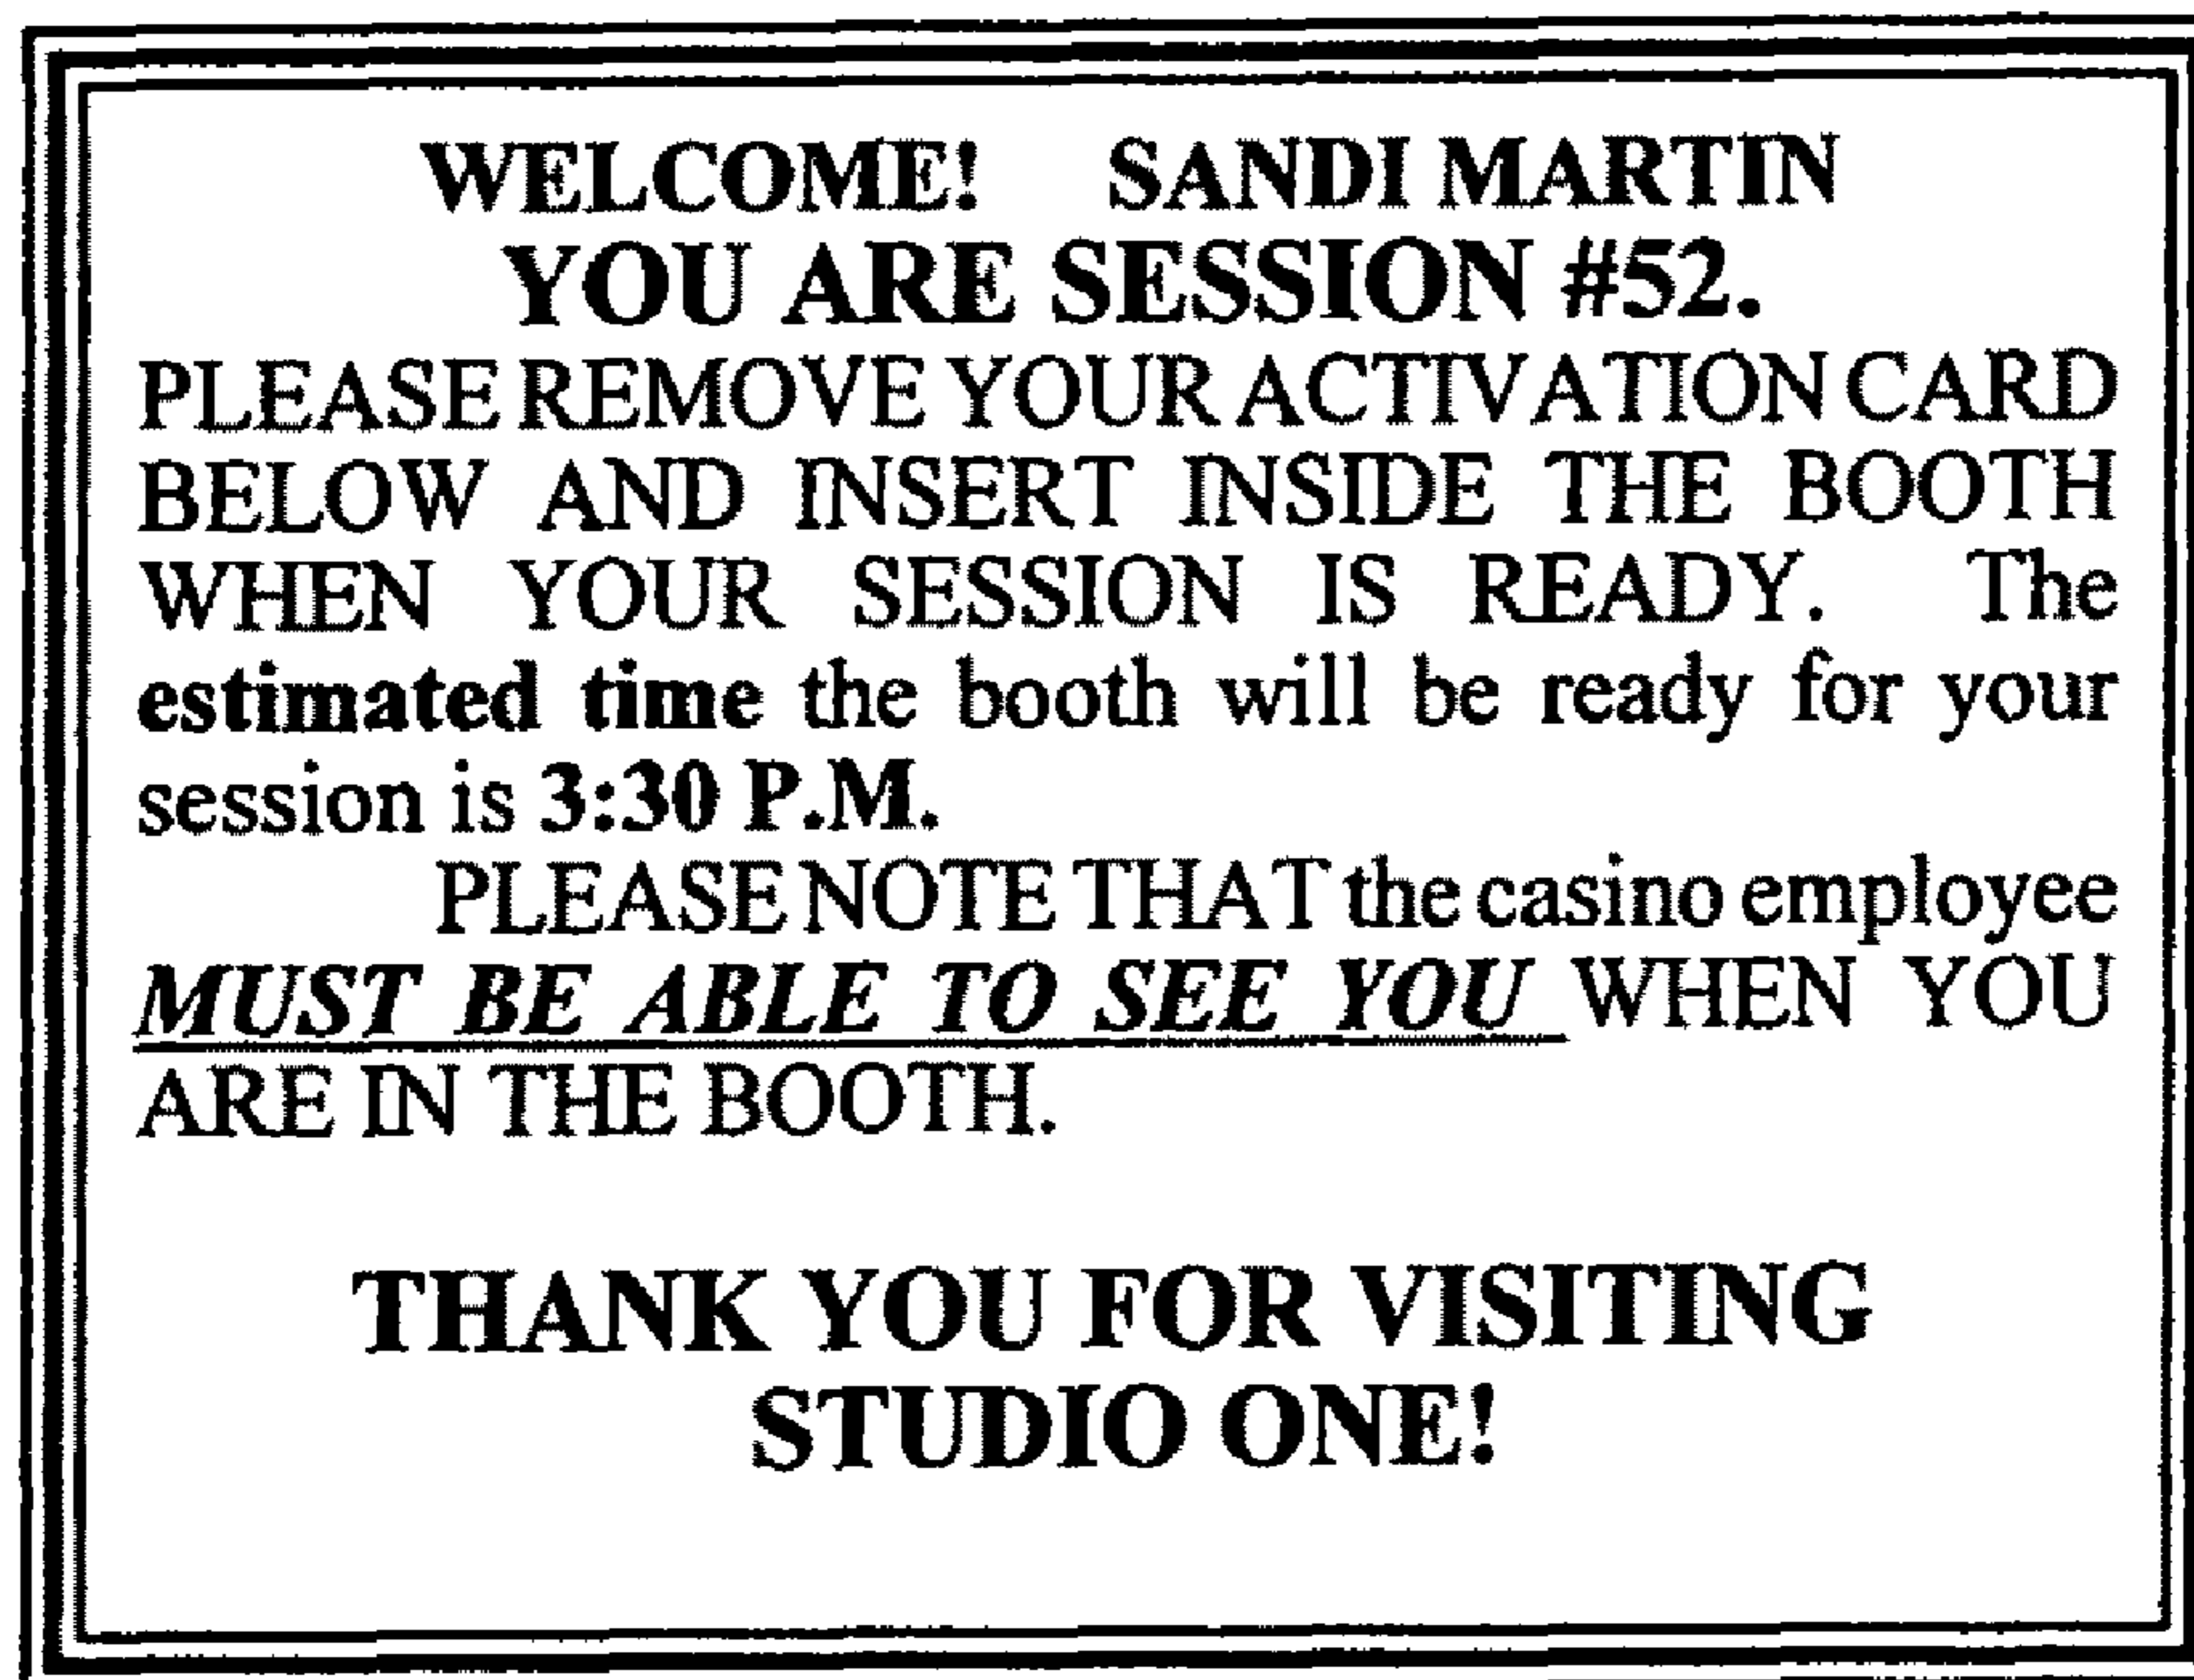 WELCOME! SANDI MARTIN
YOU ARE SESSION #52.
PLEASE REMOVE YOUR ACTIVATION CARD
BELOW AND INSERT INSIDE THE BOOTH
WHEN YOUR SESSION IS READY. The
estimated time the booth will be ready for your
session is 3:30 P.M.
PLEASE NOTE THAT the casino employee
MUST BE ABLE TO SEE YOU WHEN YOU
ARE IN THE BOOTH.
THANK YOU FOR VISITING
STUDIO ONE!